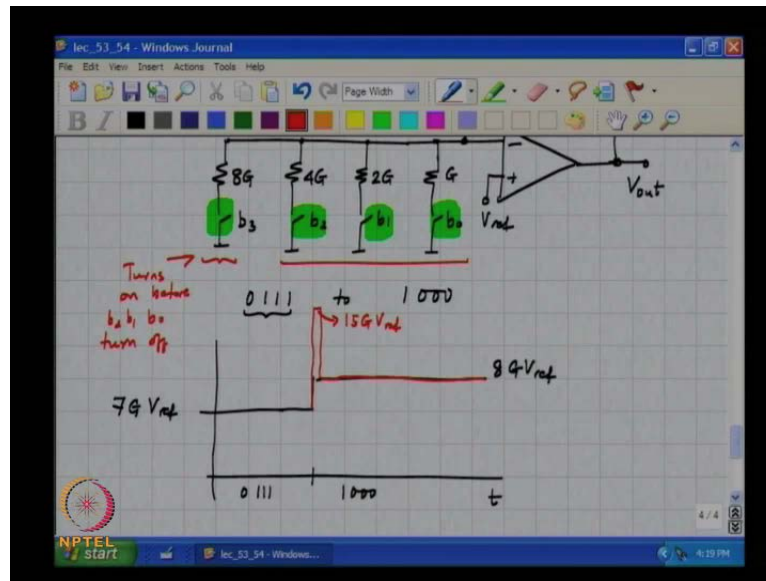 lec_53_54 - Windows Journal
File Edit View Insert Actions Tools Help
Page Width
B I
8G 4G 2G G
b3 b2 b1 b0 Vref
- +
Vout
Turns
on before
b2 b1 b0
turn off
0111 to 1000
15G Vref
8G Vref
7G Vref
0111 1000 t
4/4
NPTEL
start lec_53_54 - Windows... 4:19 PM